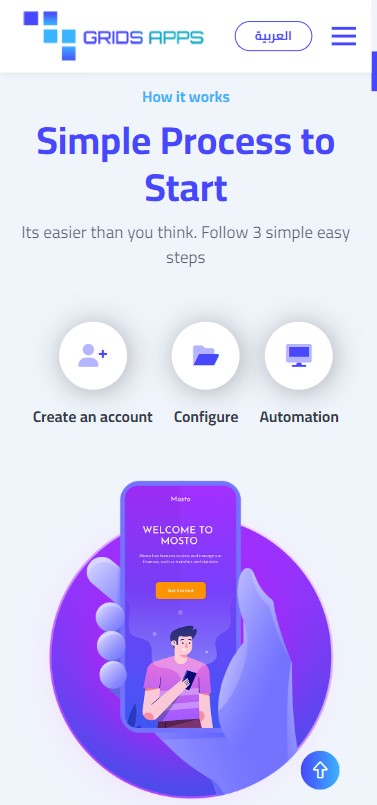 GRIDS APPS
العربية
How it works
Simple Process to
Start
Its easier than you think. Follow 3 simple easy
steps
Create an account
Configure
Automation
Mosto
WELCOME TO
MOSTO
Get Started